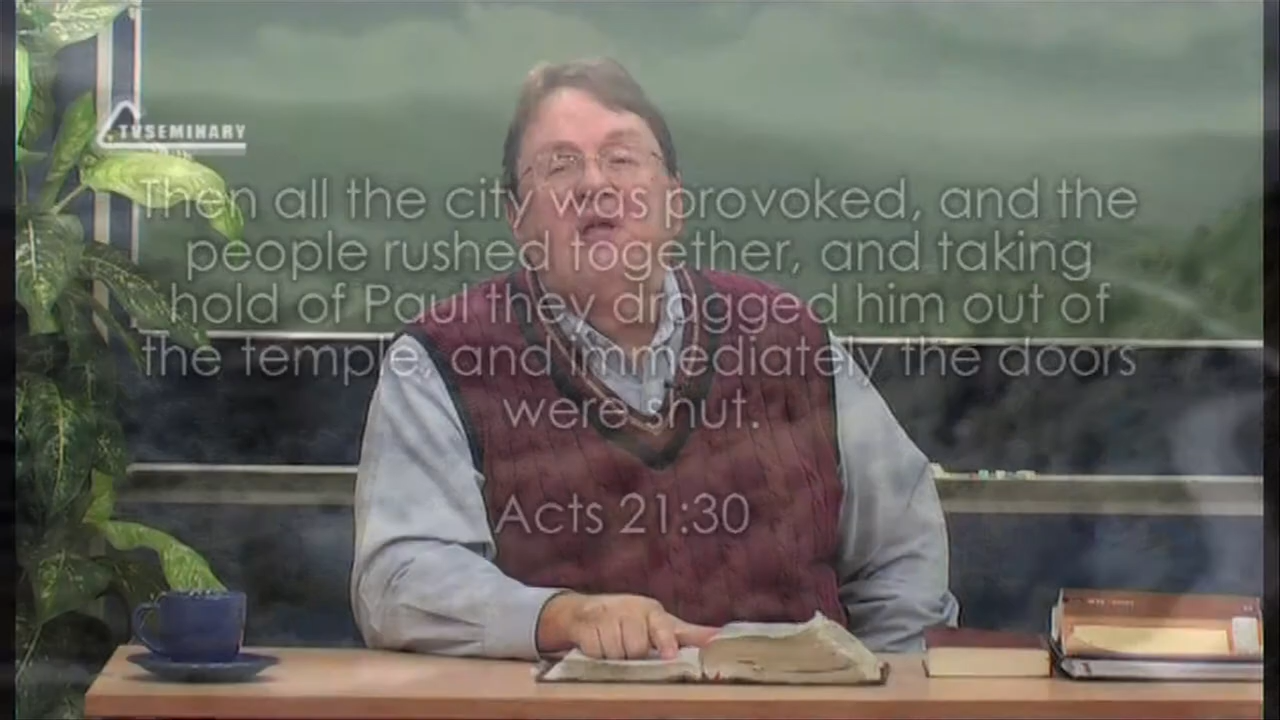 TVSEMINARY
Then all the city was provoked, and the
people rushed together, and taking
hold of Paul they dragged him out of
the temple, and immediately the doors
were shut.
Acts 21:30